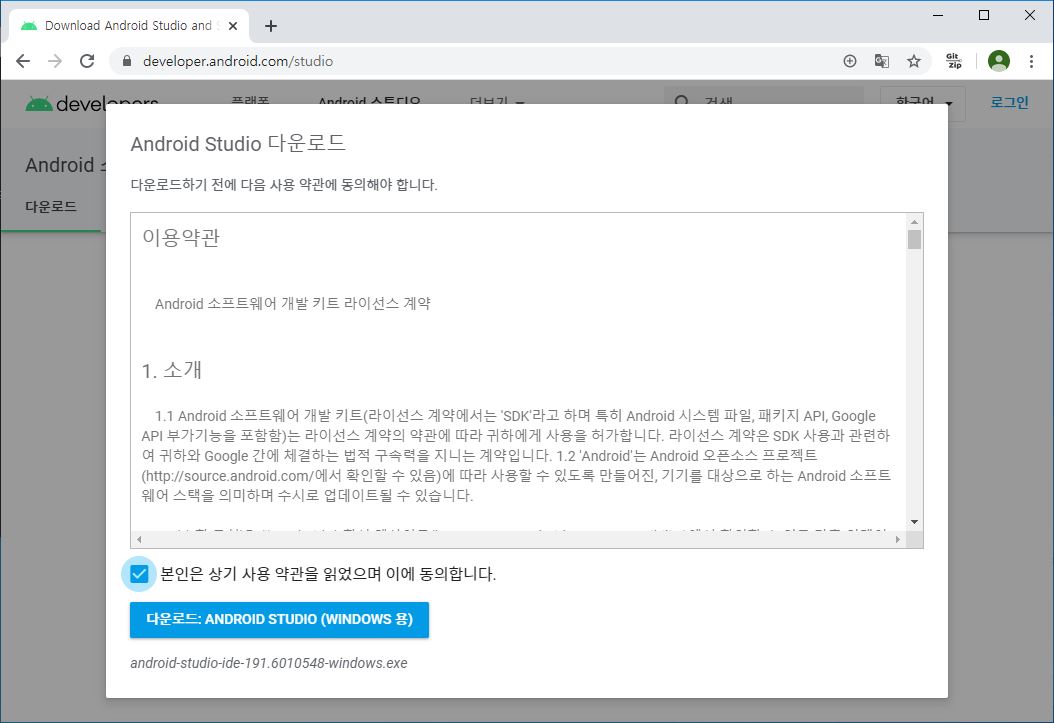 Download Android Studio and S
developer.android.com/studio
Git Zip
developers
플랫폼
Android 스튜디오
더보기
검색
한국어
로그인
Android
다운로드
Android Studio 다운로드
다운로드하기 전에 다음 사용 약관에 동의해야 합니다.
이용약관
Android 소프트웨어 개발 키트 라이선스 계약
1. 소개
1.1 Android 소프트웨어 개발 키트(라이선스 계약에서는 'SDK'라고 하며 특히 Android 시스템 파일, 패키지 API, Google
API 부가기능을 포함함)는 라이선스 계약의 약관에 따라 귀하에게 사용을 허가합니다. 라이선스 계약은 SDK 사용과 관련하
여 귀하와 Google 간에 체결하는 법적 구속력을 지니는 계약입니다. 1.2 'Android'는 Android 오픈소스 프로젝트
(http://source.android.com/에서 확인할 수 있음)에 따라 사용할 수 있도록 만들어진, 기기를 대상으로 하는 Android 소프트
웨어 스택을 의미하며 수시로 업데이트될 수 있습니다.
본인은 상기 사용 약관을 읽었으며 이에 동의합니다.
다운로드: ANDROID STUDIO (WINDOWS 용)
android-studio-ide-191.6010548-windows.exe